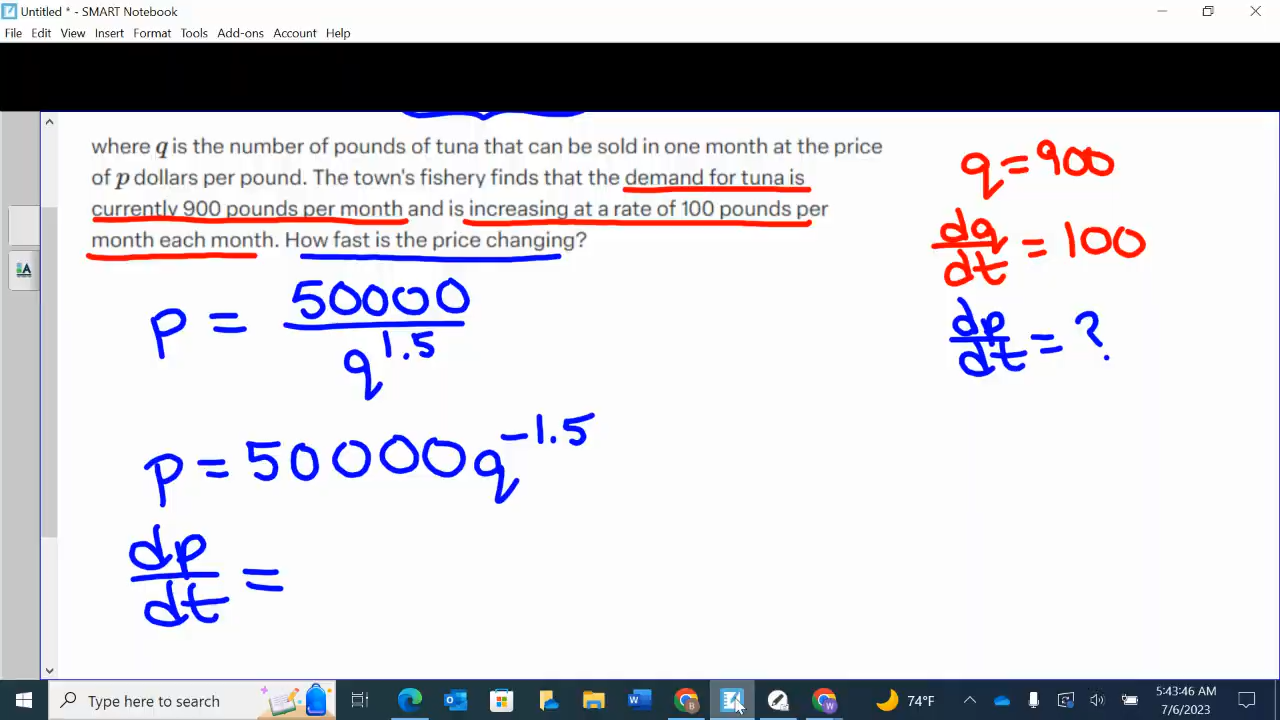 Untitled * - SMART Notebook
File Edit View Insert Format Tools Add-ons Account Help
where q is the number of pounds of tuna that can be sold in one month at the price
of p dollars per pound. The town's fishery finds that the demand for tuna is
currently 900 pounds per month and is increasing at a rate of 100 pounds per
month each month. How fast is the price changing?
q = 900
dq/dt = 100
dp/dt = ?
p = 50000/q^1.5
p = 50000q^-1.5
dp/dt =
Type here to search
74°F
5:43:46 AM
7/6/2023